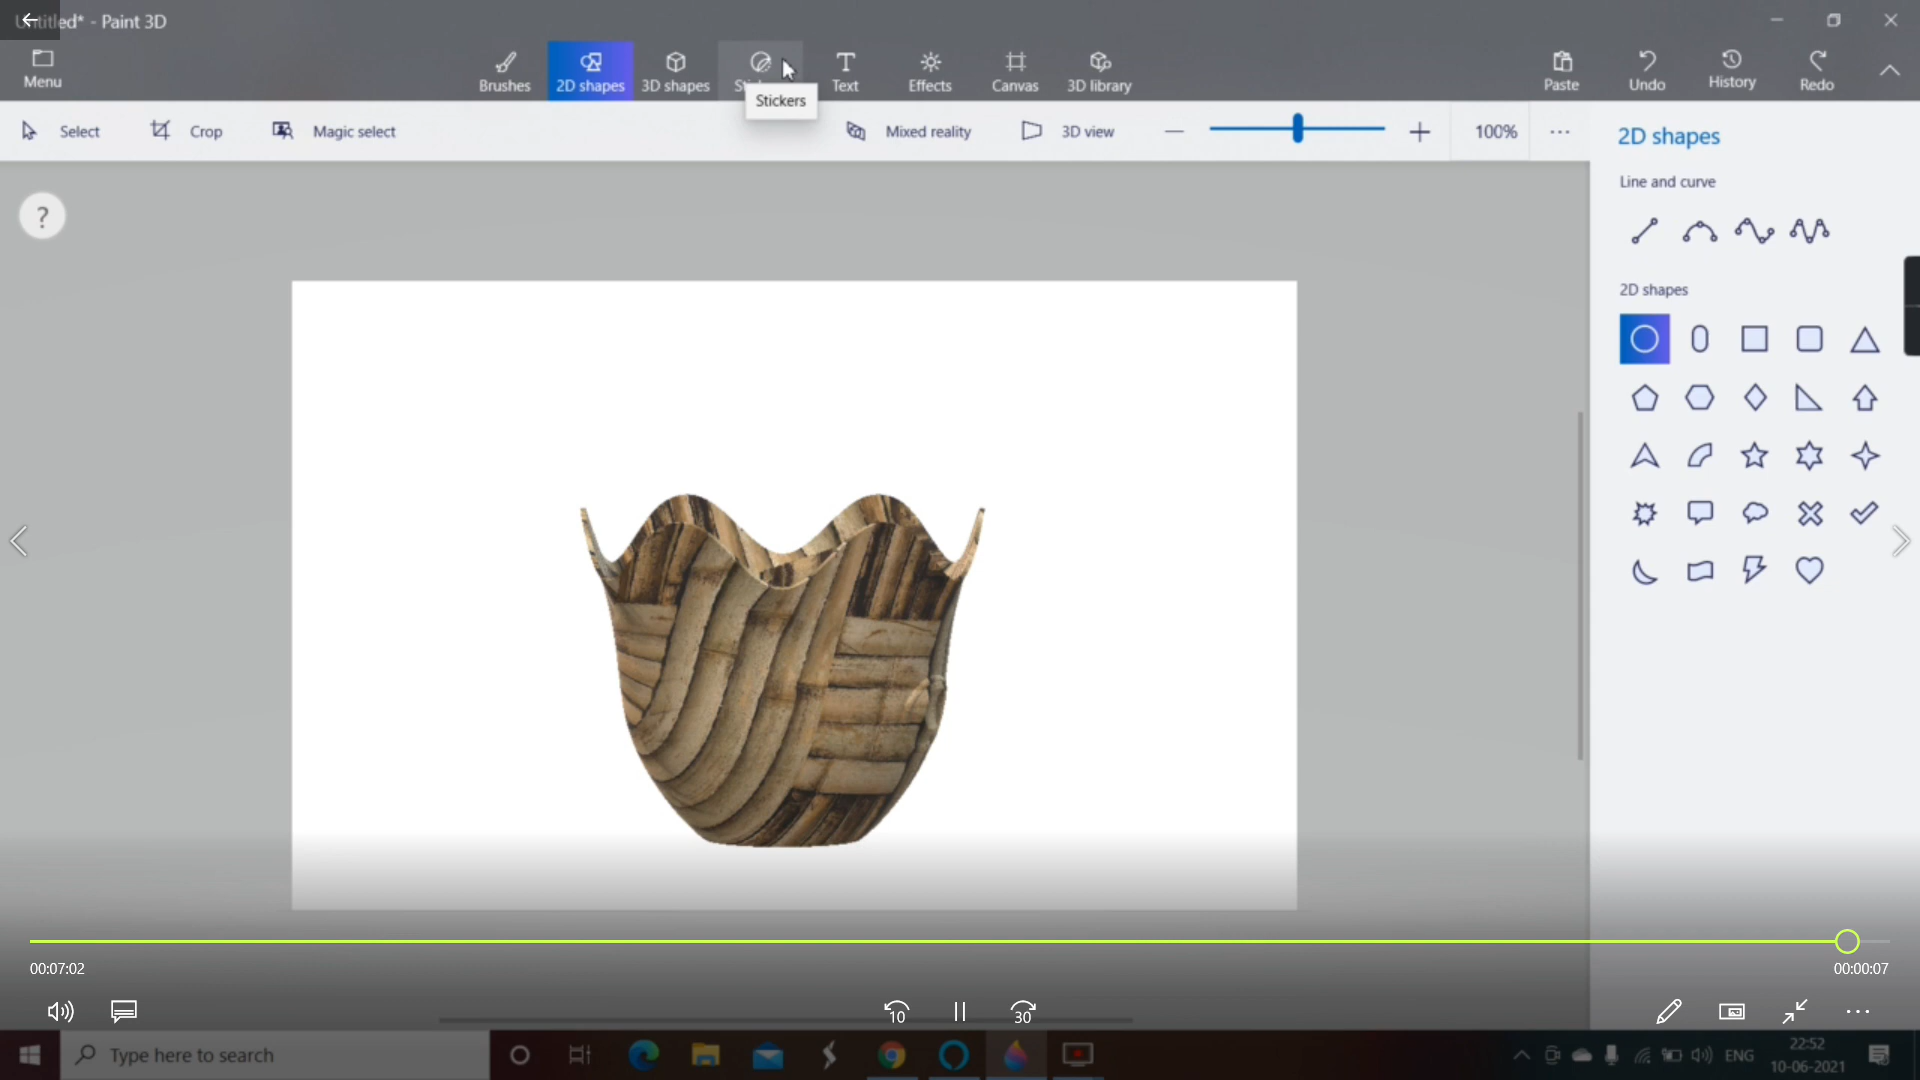 Untitled* - Paint 3D
Menu
Brushes
2D shapes
3D shapes
Text
Effects
Canvas
3D library
Paste
Undo
History
Redo
Stickers
Select
Crop
Magic select
Mixed reality
3D view
100%
2D shapes
Line and curve
?
2D shapes
00:07:02
00:00:07
10
30
Type here to search
ENG
22:52
10-06-2021